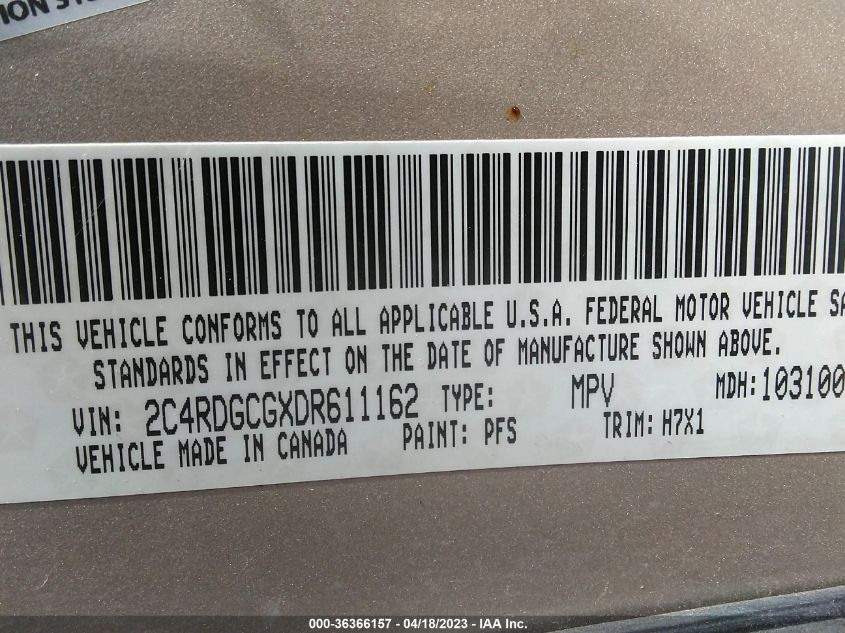 ION
THIS VEHICLE CONFORMS TO ALL APPLICABLE U.S.A. FEDERAL MOTOR VEHICLE SA
STANDARDS IN EFFECT ON THE DATE OF MANUFACTURE SHOWN ABOVE.
VIN: 2C4RDGCGXDR611162 TYPE: MPV MDH:103100
VEHICLE MADE IN CANADA PAINT: PFS TRIM: H7X1
000-36366157 — 04/18/2023 — IAA Inc.